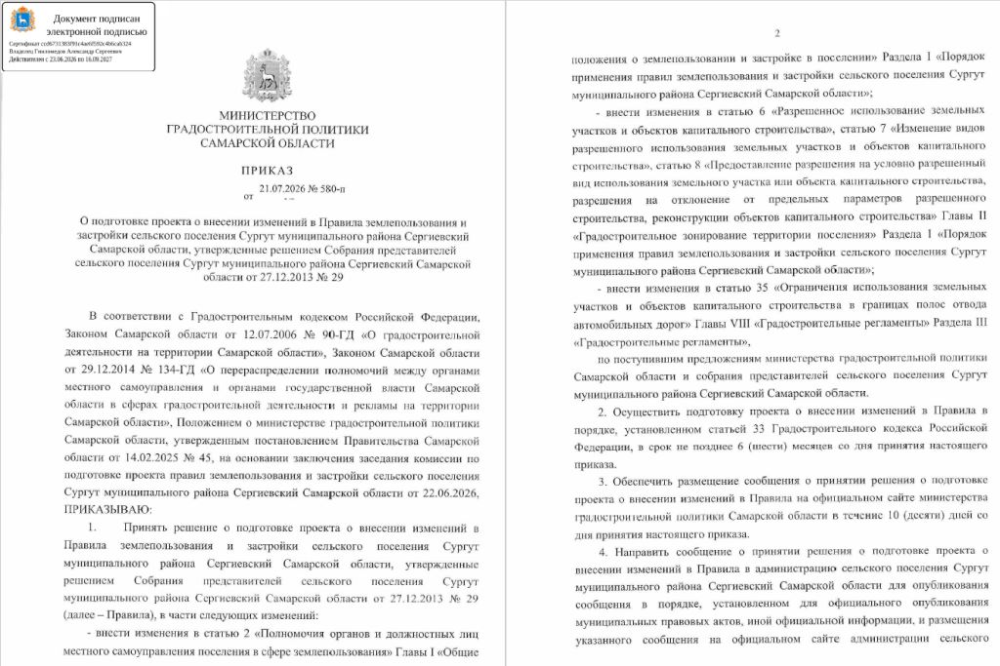 Документ подписан
электронной подписью
Владелец Гниломедов Александр Сергеевич
Действителен с 23.06.2026 по 16.09.2027
МИНИСТЕРСТВО
ГРАДОСТРОИТЕЛЬНОЙ ПОЛИТИКИ
САМАРСКОЙ ОБЛАСТИ
ПРИКАЗ
от 21.07.2026 № 580-п
О подготовке проекта о внесении изменений в Правила землепользования и
застройки сельского поселения Сургут муниципального района Сергиевский
Самарской области, утвержденные решением Собрания представителей
сельского поселения Сургут муниципального района Сергиевский Самарской
области от 27.12.2013 № 29
В соответствии с Градостроительным кодексом Российской Федерации,
Законом Самарской области от 12.07.2006 № 90-ГД «О градостроительной
деятельности на территории Самарской области», Законом Самарской области
от 29.12.2014 № 134-ГД «О перераспределении полномочий между органами
местного самоуправления и органами государственной власти Самарской
области в сферах градостроительной деятельности и рекламы на территории
Самарской области», Положением о министерстве градостроительной политики
Самарской области, утвержденным постановлением Правительства Самарской
области от 14.02.2025 № 45, на основании заключения заседания комиссии по
подготовке проекта правил землепользования и застройки сельского поселения
Сургут муниципального района Сергиевский Самарской области от 22.06.2026,
ПРИКАЗЫВАЮ:
1. Принять решение о подготовке проекта о внесении изменений в
Правила землепользования и застройки сельского поселения Сургут
муниципального района Сергиевский Самарской области, утвержденные
решением Собрания представителей сельского поселения Сургут
муниципального района Сергиевский Самарской области от 27.12.2013 № 29
(далее – Правила), в части следующих изменений:
- внести изменения в статью 2 «Полномочия органов и должностных лиц
местного самоуправления поселения в сфере землепользования» Главы I «Общие
2
положения о землепользовании и застройке в поселении» Раздела I «Порядок
применения правил землепользования и застройки сельского поселения Сургут
муниципального района Сергиевский Самарской области»;
- внести изменения в статью 6 «Разрешенное использование земельных
участков и объектов капитального строительства», статью 7 «Изменение видов
разрешенного использования земельных участков и объектов капитального
строительства», статью 8 «Предоставление разрешения на условно разрешенный
вид использования земельного участка или объекта капитального строительства,
разрешения на отклонение от предельных параметров разрешенного
строительства, реконструкции объектов капитального строительства» Главы II
«Градостроительное зонирование территории поселения» Раздела I «Порядок
применения правил землепользования и застройки сельского поселения Сургут
муниципального района Сергиевский Самарской области»;
- внести изменения в статью 35 «Ограничения использования земельных
участков и объектов капитального строительства в границах полос отвода
автомобильных дорог» Главы VIII «Градостроительные регламенты» Раздела III
«Градостроительные регламенты»,
по поступившим предложениям министерства градостроительной политики
Самарской области и собрания представителей сельского поселения Сургут
муниципального района Сергиевский Самарской области.
2. Осуществить подготовку проекта о внесении изменений в Правила в
порядке, установленном статьей 33 Градостроительного кодекса Российской
Федерации, в срок не позднее 6 (шести) месяцев со дня принятия настоящего
приказа.
3. Обеспечить размещение сообщения о принятии решения о подготовке
проекта о внесении изменений в Правила на официальном сайте министерства
градостроительной политики Самарской области в течение 10 (десяти) дней со
дня принятия настоящего приказа.
4. Направить сообщение о принятии решения о подготовке проекта о
внесении изменений в Правила в администрацию сельского поселения Сургут
муниципального района Сергиевский Самарской области для опубликования
сообщения в порядке, установленном для официального опубликования
муниципальных правовых актов, иной официальной информации, и размещения
указанного сообщения на официальном сайте администрации сельского